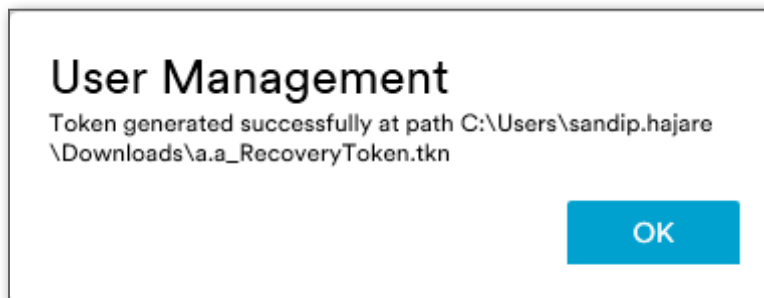 User Management
Token generated successfully at path C:\Users\sandip.hajare
\Downloads\a.a_RecoveryToken.tkn
OK